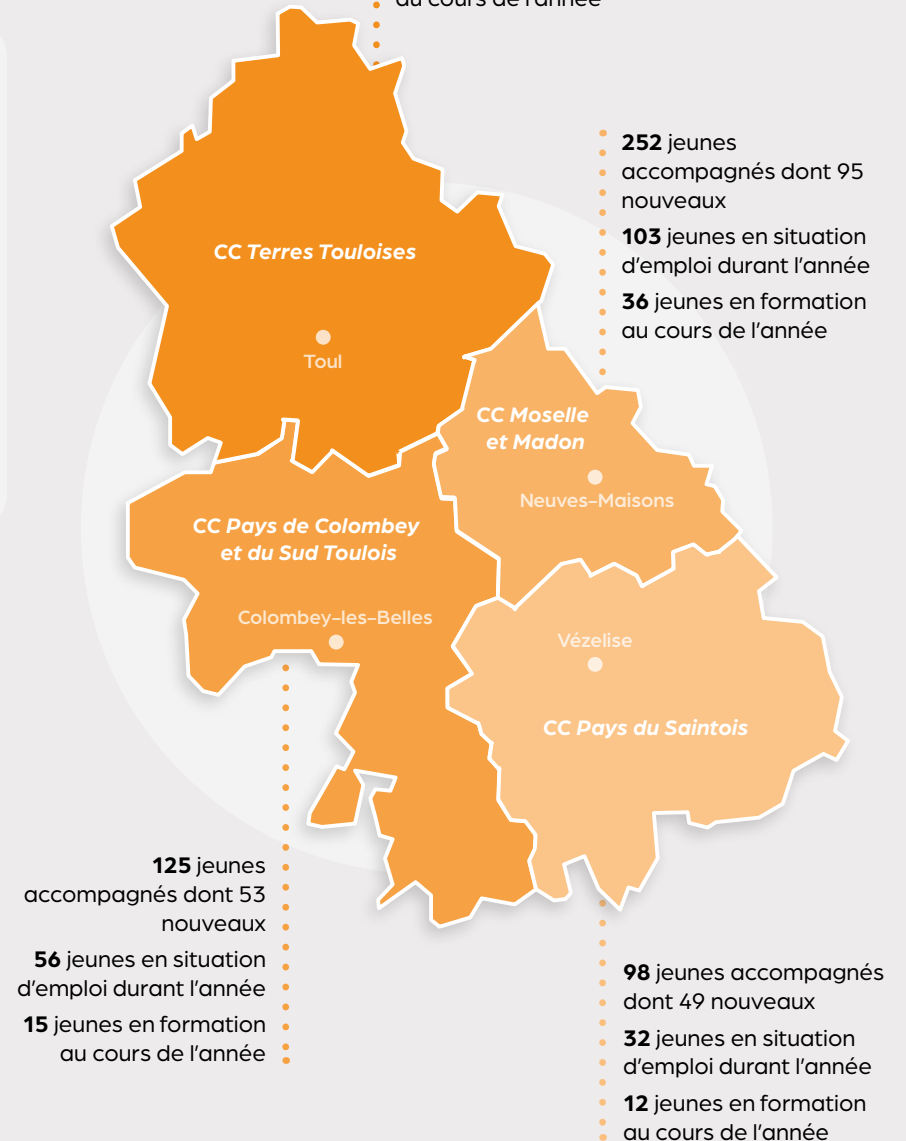 au cours de l'année
252 jeunes
accompagnés dont 95
nouveaux
103 jeunes en situation
d'emploi durant l'année
36 jeunes en formation
au cours de l'année
CC Terres Touloises
Toul
CC Moselle
et Madon
Neuves-Maisons
CC Pays de Colombey
et du Sud Toulois
Colombey-les-Belles
Vézelise
CC Pays du Saintois
125 jeunes
accompagnés dont 53
nouveaux
56 jeunes en situation
d'emploi durant l'année
15 jeunes en formation
au cours de l'année
98 jeunes accompagnés
dont 49 nouveaux
32 jeunes en situation
d'emploi durant l'année
12 jeunes en formation
au cours de l'année